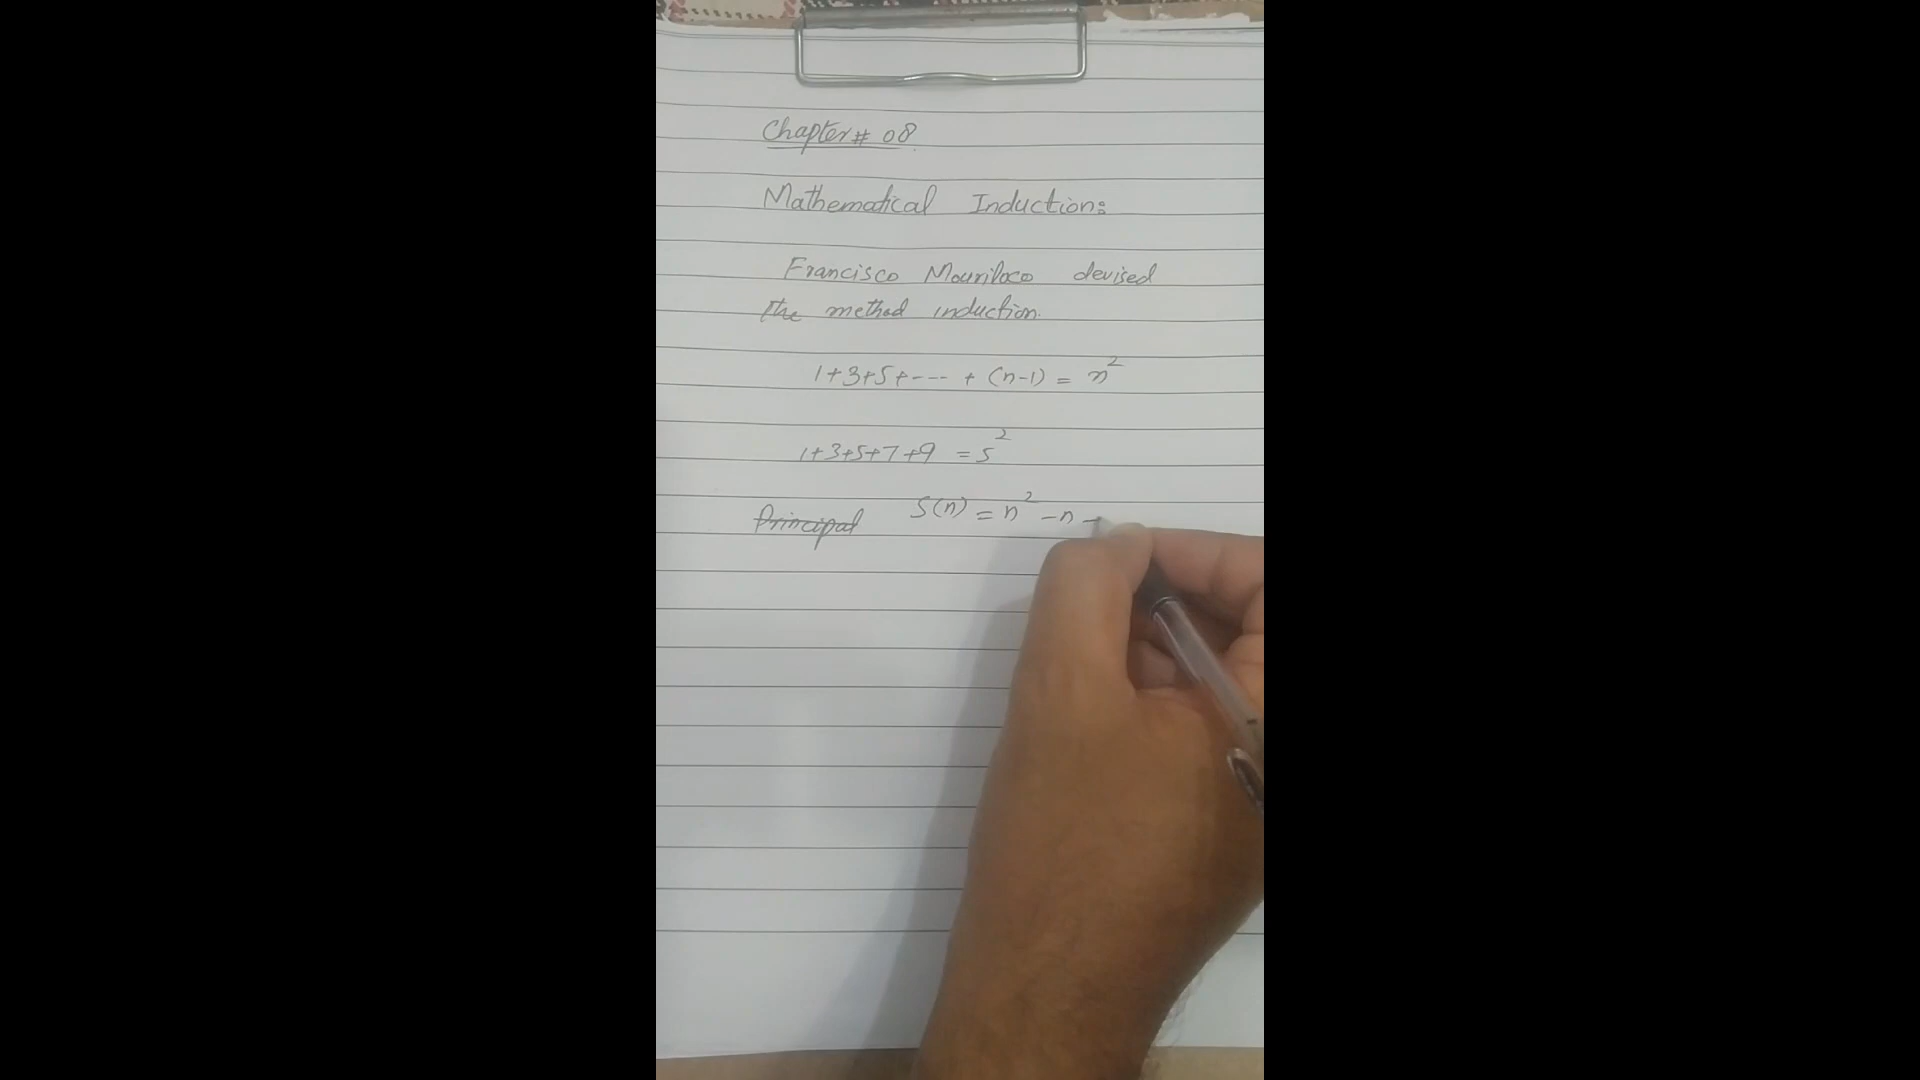 Chapter # 08
Mathematical Induction:
Francisco Mouriloco devised
the method induction.
1+3+5+---- + (n-1) = n²
1+3+5+7+9 = 5²
Principal S(n) = n² - n -